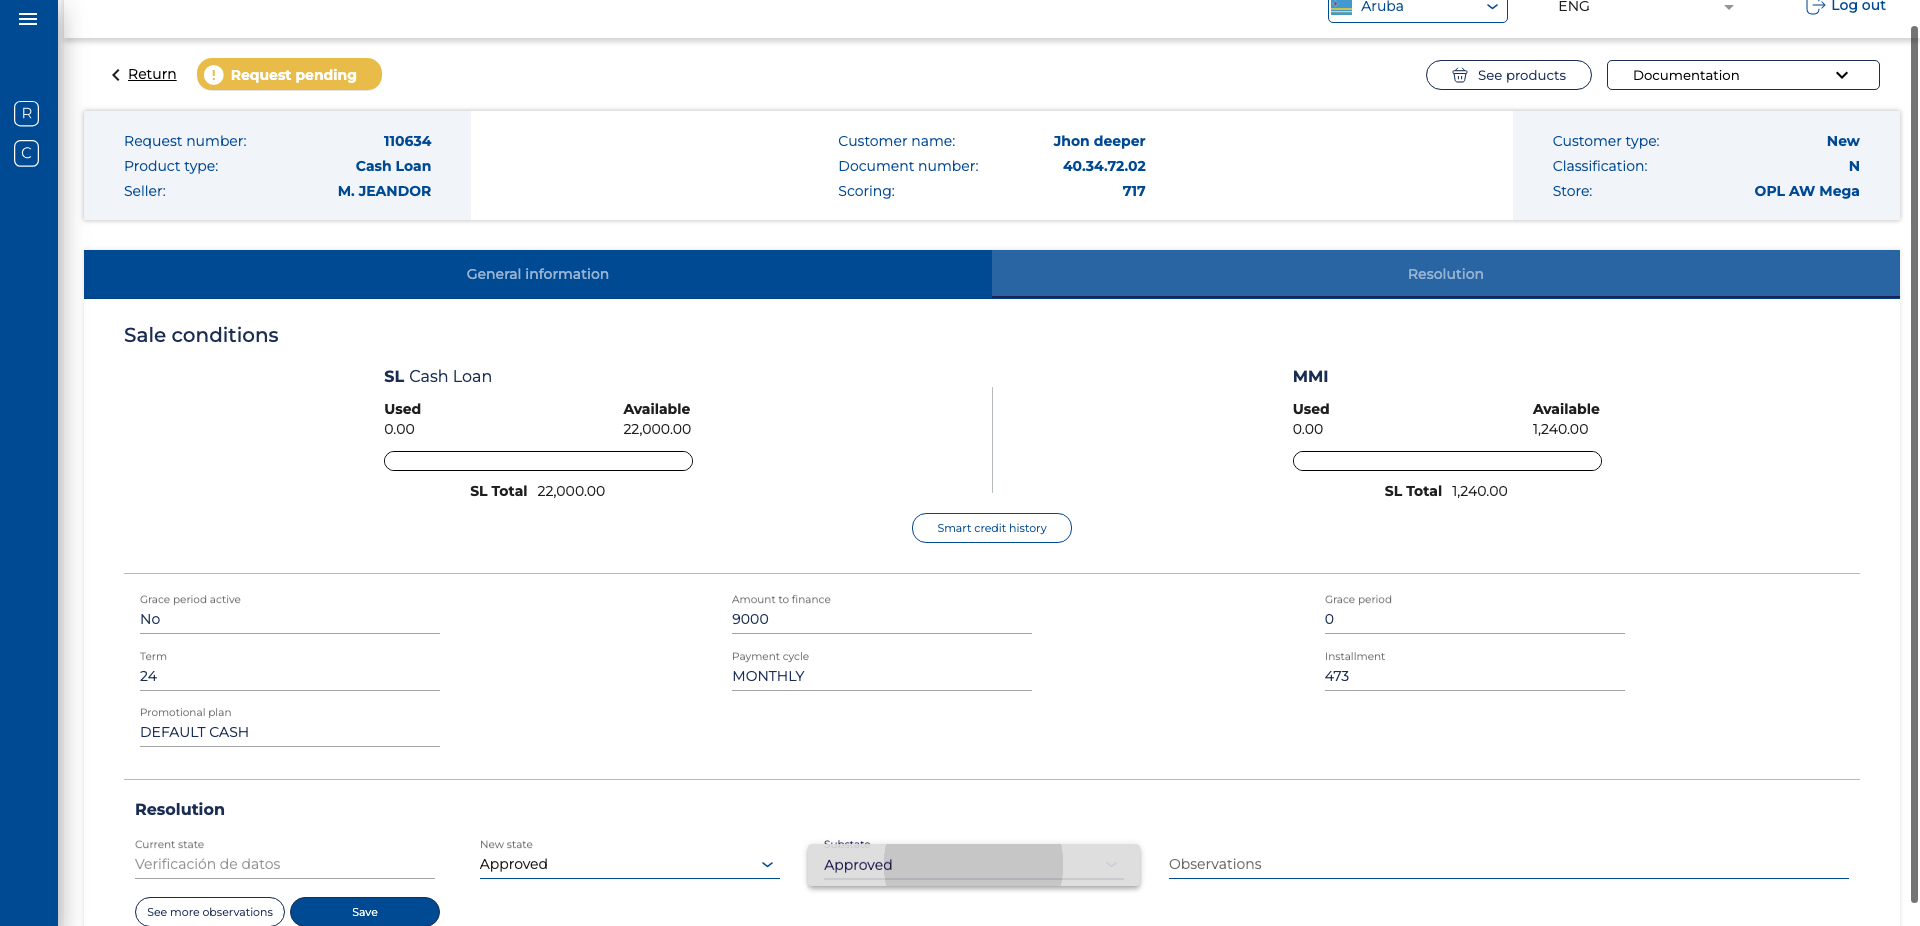 Aruba
ENG
Log out
Return
Request pending
See products
Documentation
R
C
Request number: 110634
Product type: Cash Loan
Seller: M. JEANDOR
Customer name: Jhon deeper
Document number: 40.34.72.02
Scoring: 717
Customer type: New
Classification: N
Store: OPL AW Mega
General information
Resolution
Sale conditions
SL Cash Loan
Used Available
0.00 22,000.00
SL Total 22,000.00
MMI
Used Available
0.00 1,240.00
SL Total 1,240.00
Smart credit history
Grace period active
No
Amount to finance
9000
Grace period
0
Term
24
Payment cycle
MONTHLY
Installment
473
Promotional plan
DEFAULT CASH
Resolution
Current state
Verificación de datos
New state
Approved
Substate
Approved
Observations
See more observations
Save